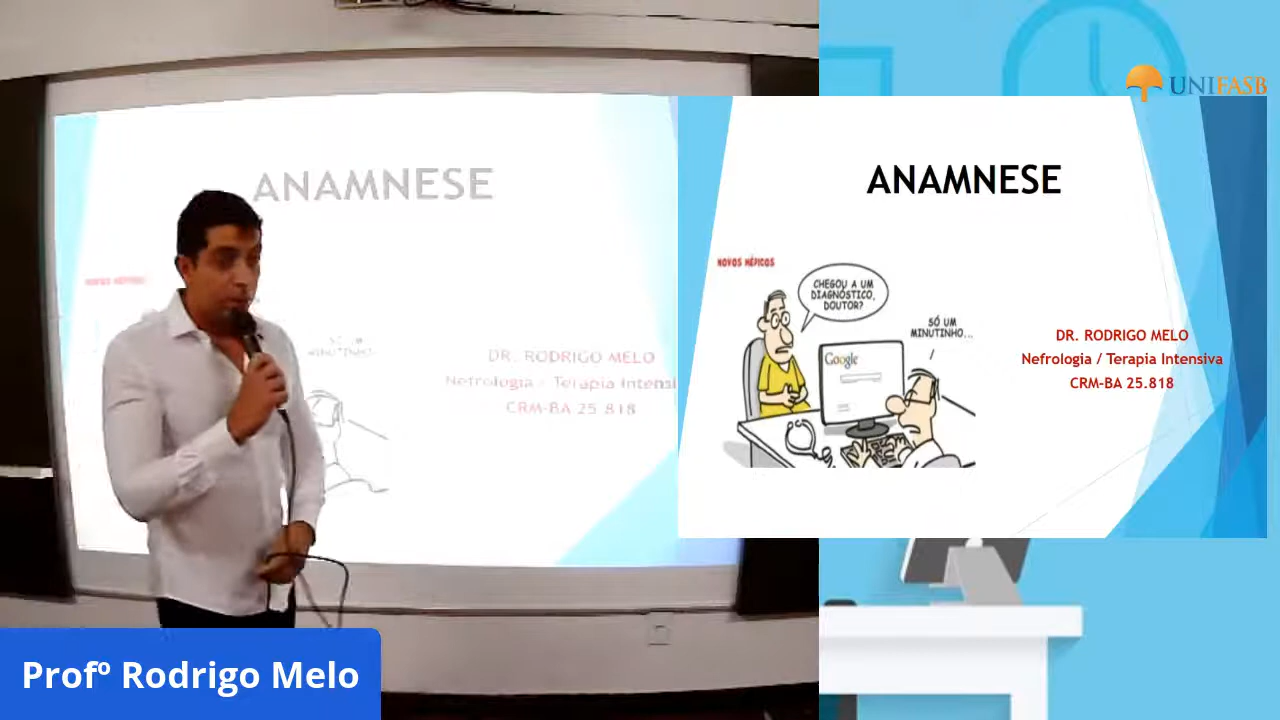 UNIFASB
ANAMNESE
DR. RODRIGO MELO
Nefrologia / Terapia Intensi
CRM-BA 25.818
ANAMNESE
NOVOS MÉDICOS
CHEGOU A UM
DIAGNÓSTICO,
DOUTOR?
SÓ UM
MINUTINHO...
Google
DR. RODRIGO MELO
Nefrologia / Terapia Intensiva
CRM-BA 25.818
Profº Rodrigo Melo